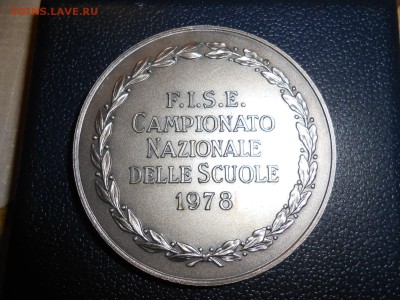 COINS.LAVE.RU
F.I.S.E.
CAMPIONATO
NAZIONALE
DELLE SCUOLE
1978